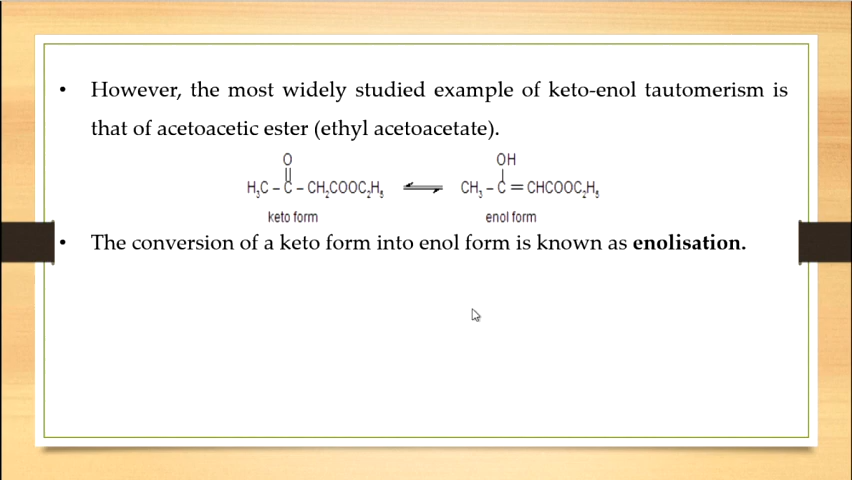 • However, the most widely studied example of keto-enol tautomerism is
that of acetoacetic ester (ethyl acetoacetate).
O OH
H₃C – C – CH₂COOC₂H₅ ⇌ CH₃ – C = CHCOOC₂H₅
keto form enol form
• The conversion of a keto form into enol form is known as enolisation.